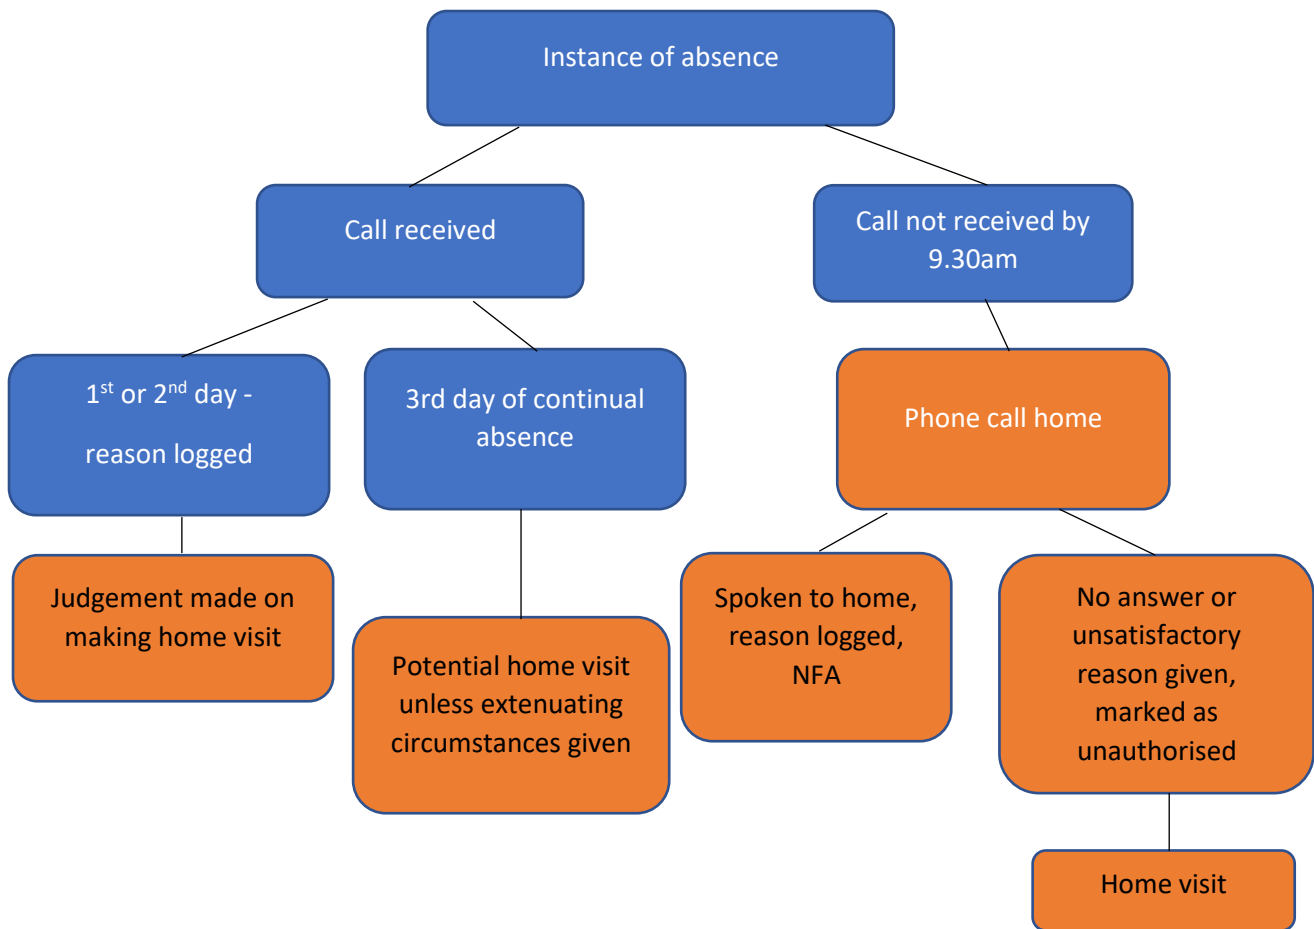 Instance of absence
Call received
Call not received by
9.30am
1st or 2nd day -
reason logged
3rd day of continual
absence
Phone call home
Judgement made on
making home visit
Potential home visit
unless extenuating
circumstances given
Spoken to home,
reason logged,
NFA
No answer or
unsatisfactory
reason given,
marked as
unauthorised
Home visit